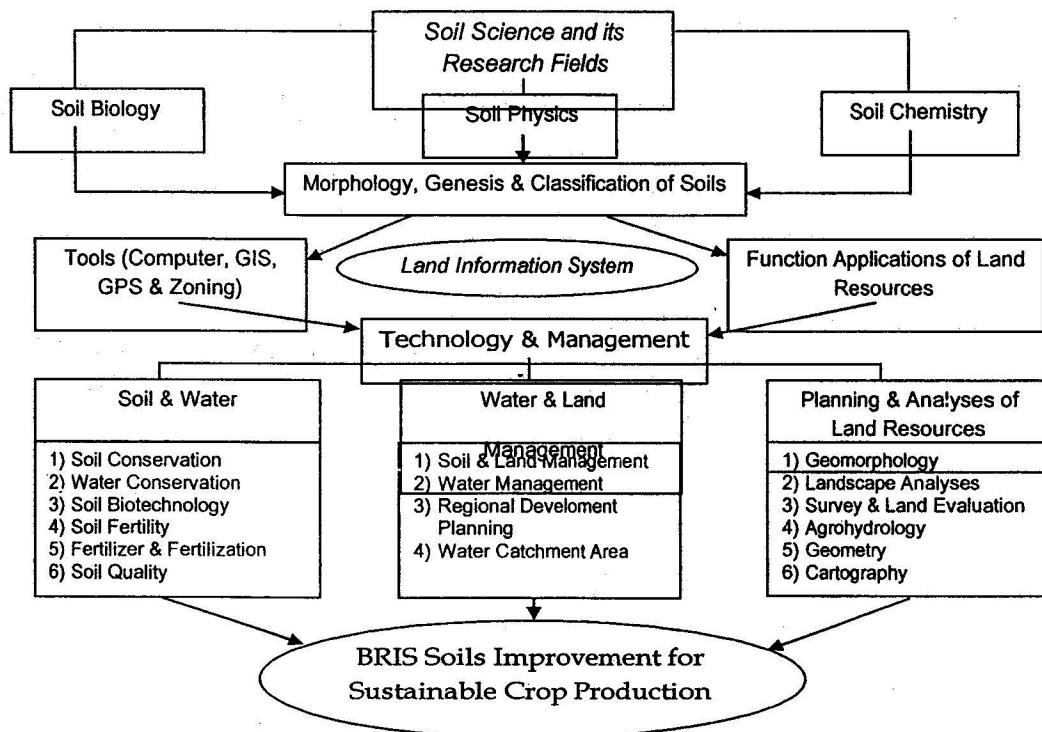 Soil Science and its
Research Fields
Soil Biology
Soil Physics
Soil Chemistry
Morphology, Genesis & Classification of Soils
Tools (Computer, GIS,
GPS & Zoning)
Land Information System
Function Applications of Land
Resources
Technology & Management
Soil & Water
1) Soil Conservation
2) Water Conservation
3) Soil Biotechnology
4) Soil Fertility
5) Fertilizer & Fertilization
6) Soil Quality
Water & Land
Management
1) Soil & Land Management
2) Water Management
3) Regional Develoment
Planning
4) Water Catchment Area
Planning & Analyses of
Land Resources
1) Geomorphology
2) Landscape Analyses
3) Survey & Land Evaluation
4) Agrohydrology
5) Geometry
6) Cartography
BRIS Soils Improvement for
Sustainable Crop Production